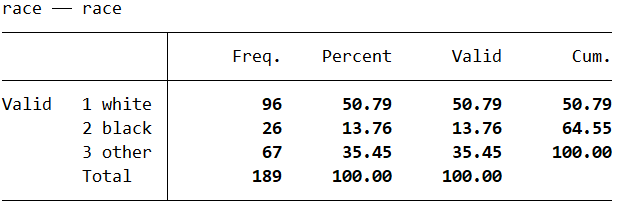 race — race
Freq. Percent Valid Cum.
Valid 1 white 96 50.79 50.79 50.79
2 black 26 13.76 13.76 64.55
3 other 67 35.45 35.45 100.00
Total 189 100.00 100.00